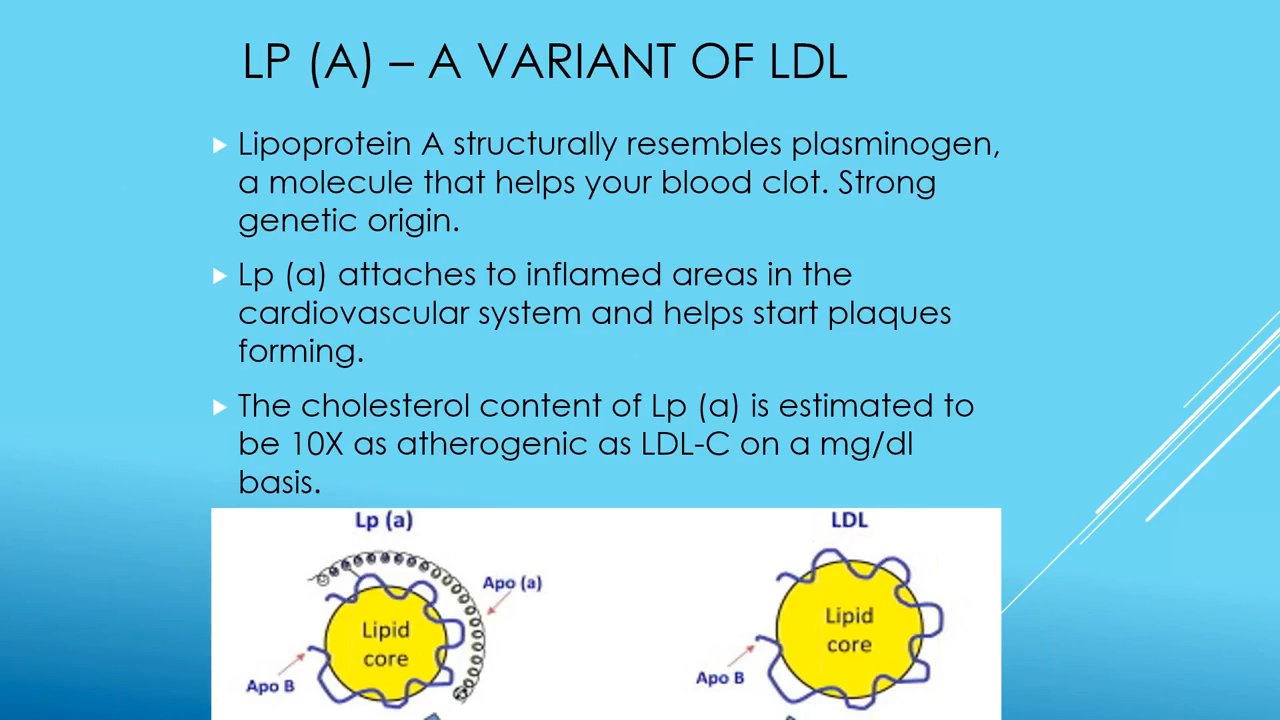 LP (A) – A VARIANT OF LDL
Lipoprotein A structurally resembles plasminogen,
a molecule that helps your blood clot. Strong
genetic origin.
Lp (a) attaches to inflamed areas in the
cardiovascular system and helps start plaques
forming.
The cholesterol content of Lp (a) is estimated to
be 10X as atherogenic as LDL-C on a mg/dl
basis.
Lp (a)
LDL
Apo (a)
Lipid
core
Apo B
Lipid
core
Apo B